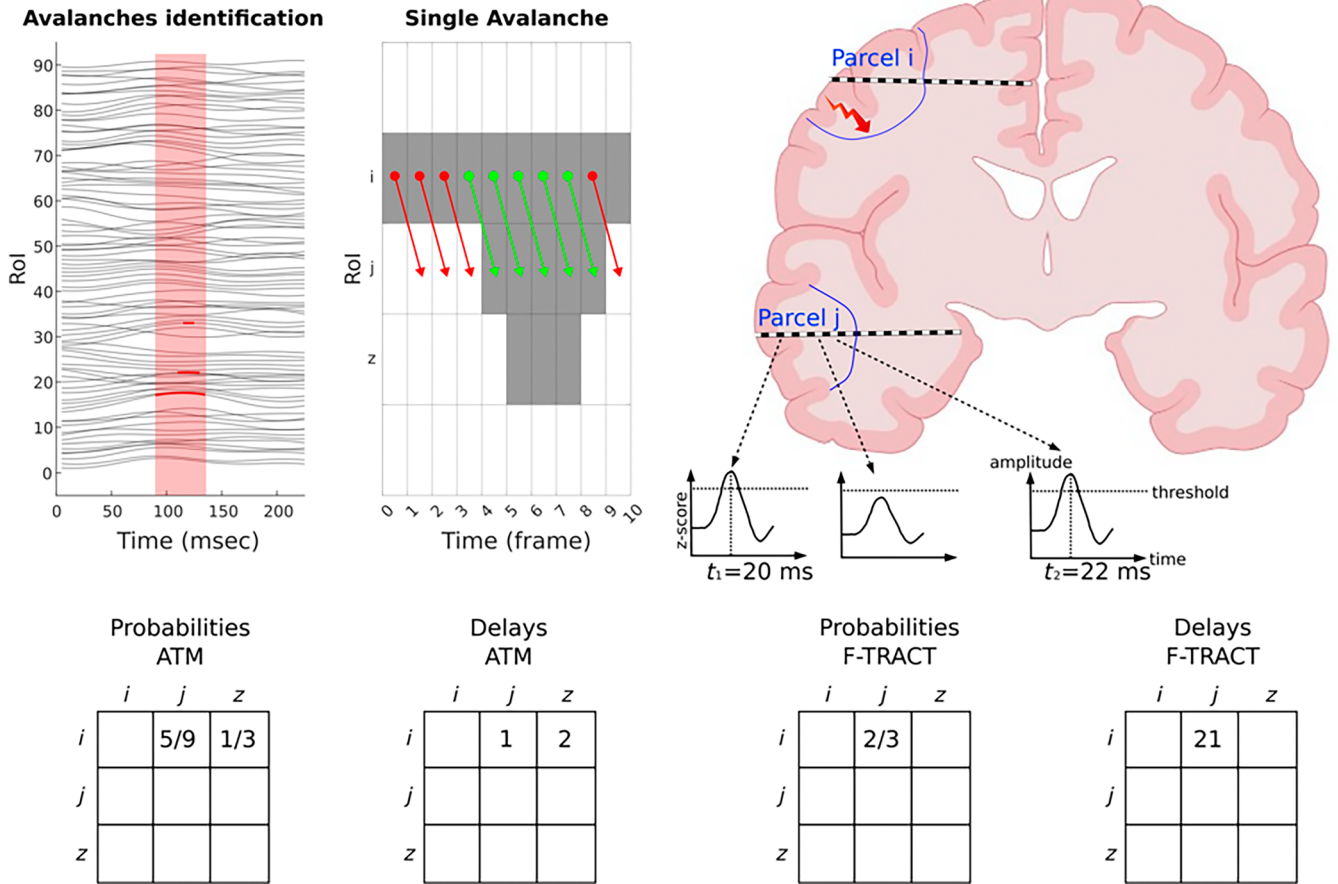 Avalanches identification
90
80
70
60
50
40
30
20
10
0
RoI
0 50 100 150 200
Time (msec)
Single Avalanche
RoI
i
j
z
0 1 2 3 4 5 6 7 8 9 10
Time (frame)
Parcel i
Parcel j
z-score
t₁=20 ms
amplitude
threshold
time
t₂=22 ms
Probabilities
ATM
i j z
i 5/9 1/3
j
z
Delays
ATM
i j z
i 1 2
j
z
Probabilities
F-TRACT
i j z
i 2/3
j
z
Delays
F-TRACT
i j z
i 21
j
z